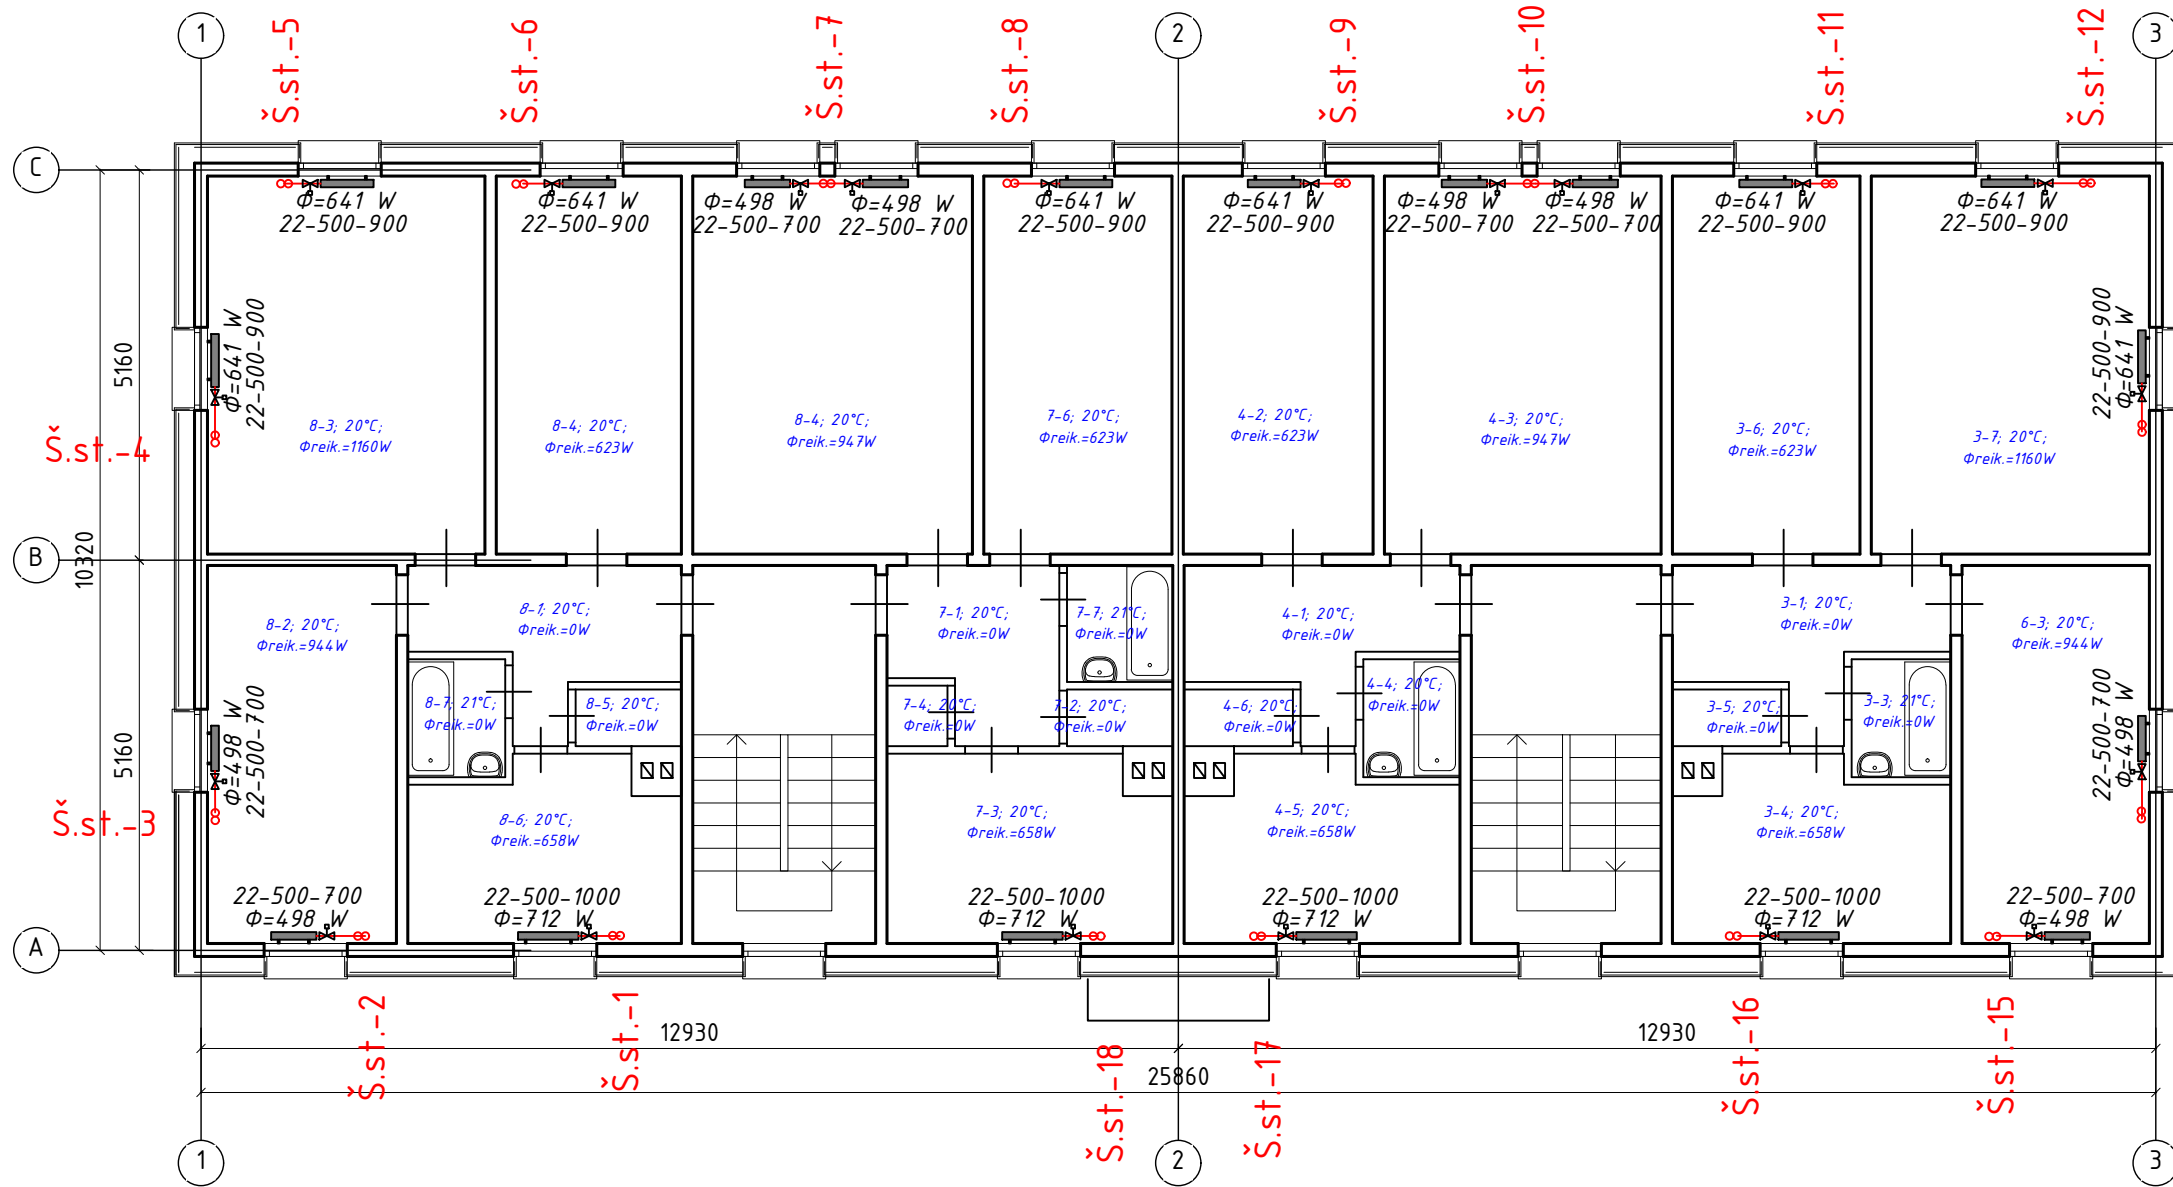 1
Š.st.-5
Š.st.-6
Š.st.-7
Š.st.-8
2
Š.st.-9
Š.st.-10
Š.st.-11
Š.st.-12
3
C
Φ=641 W
22-500-900
Φ=641 W
22-500-900
Φ=498 W
22-500-700
Φ=498 W
22-500-700
Φ=641 W
22-500-900
Φ=641 W
22-500-900
Φ=498 W
22-500-700
Φ=498 W
22-500-700
Φ=641 W
22-500-900
Φ=641 W
22-500-900
5160
Φ=641 W
22-500-900
22-500-900
Φ=641 W
Š.st.-4
8-3; 20°C;
Φreik.=1160W
8-4; 20°C;
Φreik.=623W
8-4; 20°C;
Φreik.=947W
7-6; 20°C;
Φreik.=623W
4-2; 20°C;
Φreik.=623W
4-3; 20°C;
Φreik.=947W
3-6; 20°C;
Φreik.=623W
3-7; 20°C;
Φreik.=1160W
B
10320
8-2; 20°C;
Φreik.=944W
8-1; 20°C;
Φreik.=0W
7-1; 20°C;
Φreik.=0W
7-7; 21°C;
Φreik.=0W
4-1; 20°C;
Φreik.=0W
3-1; 20°C;
Φreik.=0W
6-3; 20°C;
Φreik.=944W
8-7; 21°C;
Φreik.=0W
8-5; 20°C;
Φreik.=0W
7-4; 20°C;
Φreik.=0W
7-2; 20°C;
Φreik.=0W
4-6; 20°C;
Φreik.=0W
4-4; 20°C;
Φreik.=0W
3-5; 20°C;
Φreik.=0W
3-3; 21°C;
Φreik.=0W
5160
Φ=498 W
22-500-700
22-500-700
Φ=498 W
Š.st.-3
8-6; 20°C;
Φreik.=658W
7-3; 20°C;
Φreik.=658W
4-5; 20°C;
Φreik.=658W
3-4; 20°C;
Φreik.=658W
22-500-700
Φ=498 W
22-500-1000
Φ=712 W
22-500-1000
Φ=712 W
22-500-1000
Φ=712 W
22-500-1000
Φ=712 W
22-500-700
Φ=498 W
A
Š.st.-2
Š.st.-1
12930
Š.st.-18
Š.st.-17
12930
Š.st.-16
Š.st.-15
25860
1
2
3